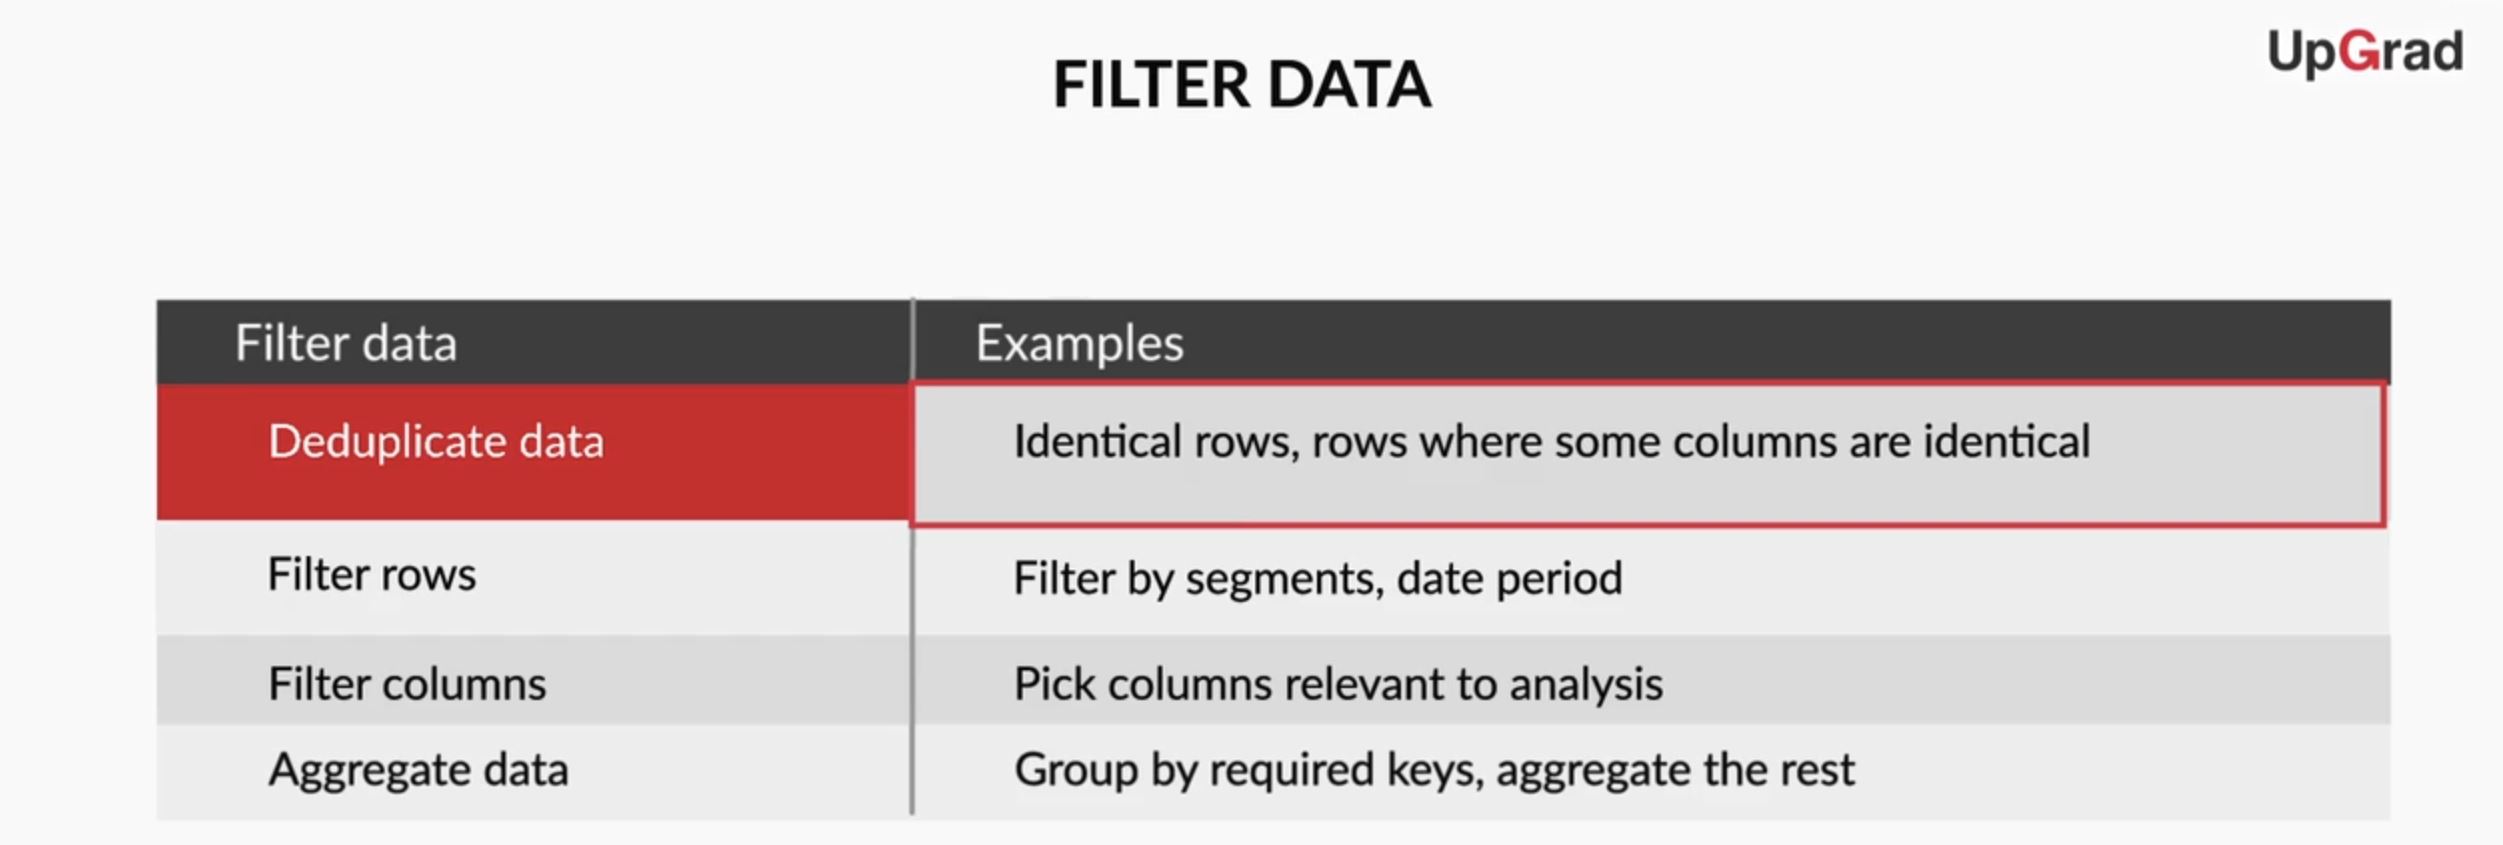 UpGrad
FILTER DATA
Filter data
Examples
Deduplicate data
Identical rows, rows where some columns are identical
Filter rows
Filter by segments, date period
Filter columns
Pick columns relevant to analysis
Aggregate data
Group by required keys, aggregate the rest